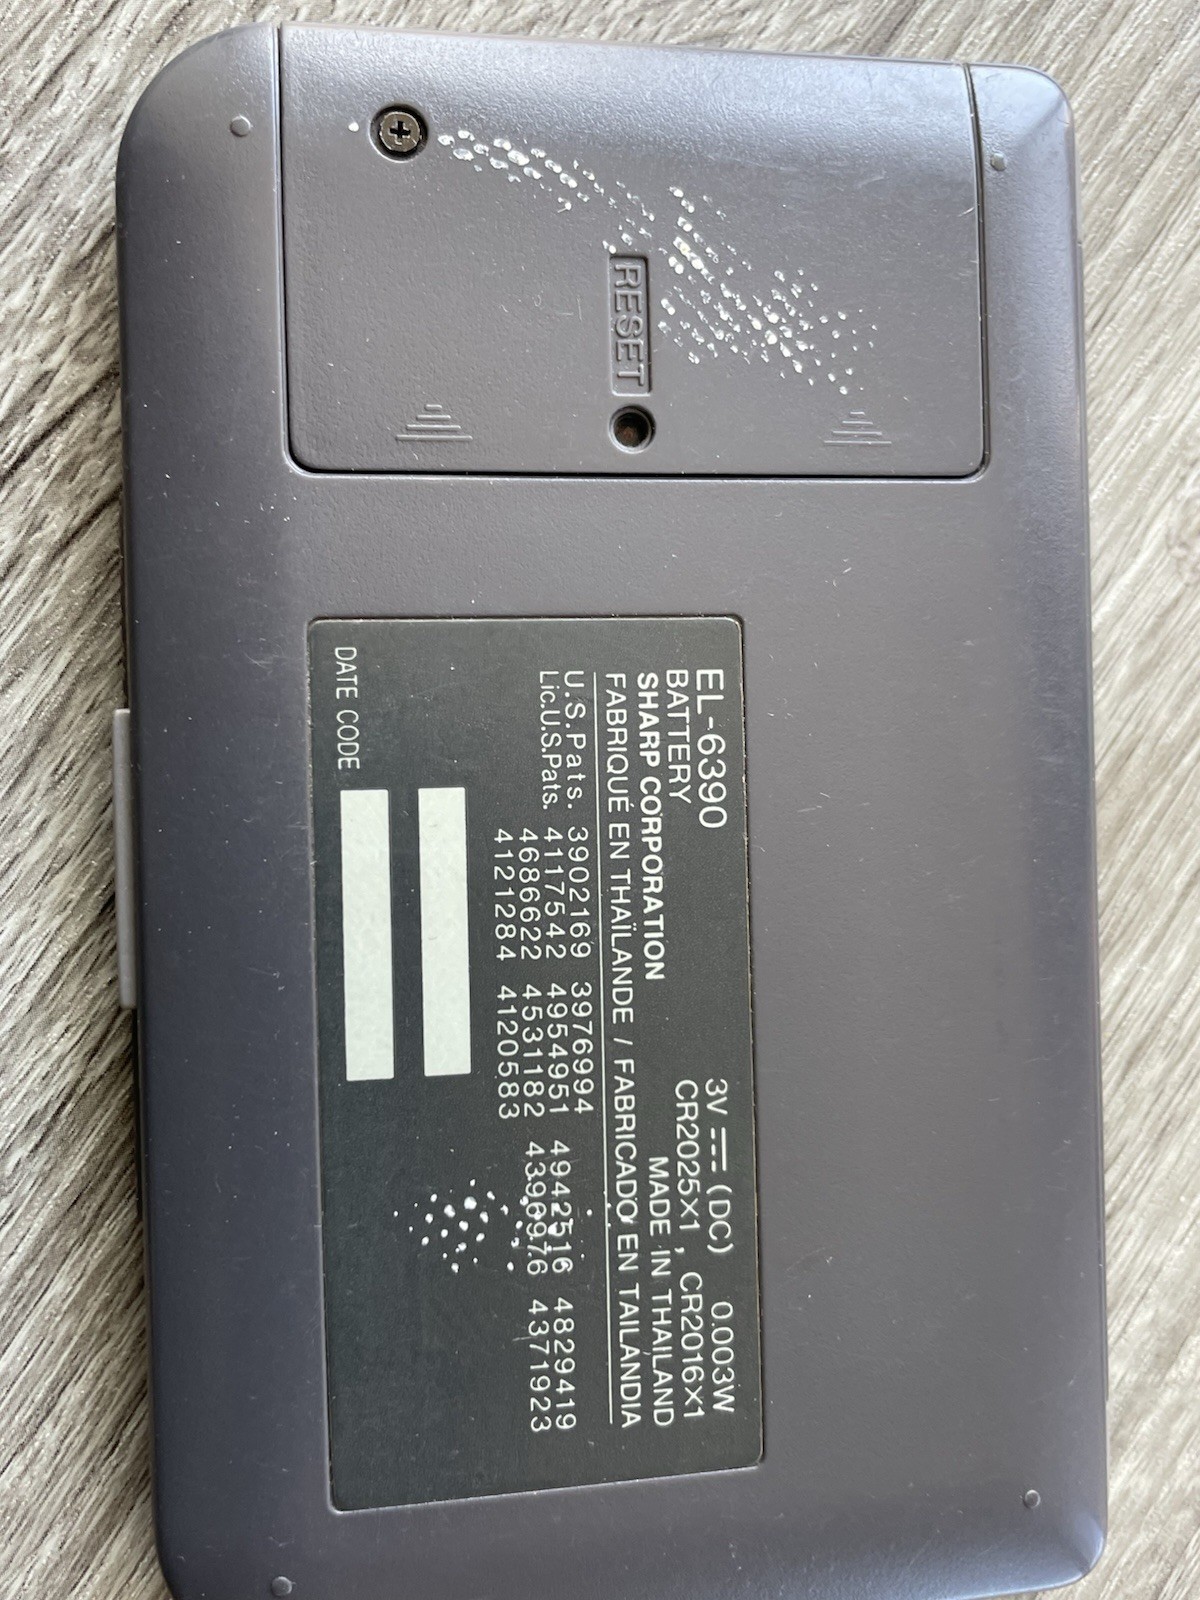 RESET
EL-6390 3V (DC) 0.003W
BATTERY CR2025X1, CR2016X1
SHARP CORPORATION MADE IN THAILAND
FABRIQUÉ EN THAÏLANDE / FABRICADO EN TAILANDIA
U.S.Pats. 3902169 3976994
Lic.U.S.Pats. 4117542 4954951 4942516 4829419
4686622 4531182 4396976 4371923
4121284 4120583
DATE CODE